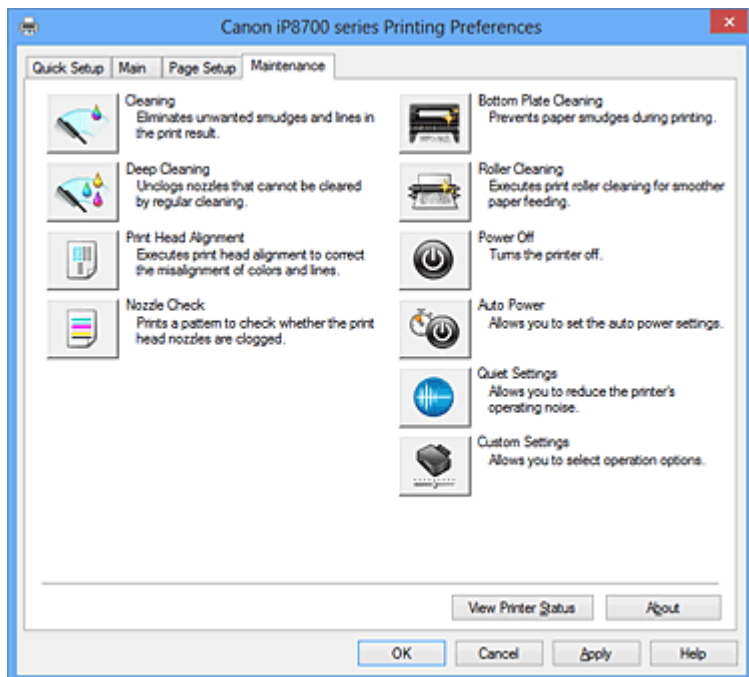 Canon iP8700 series Printing Preferences
Quick Setup
Main
Page Setup
Maintenance
Cleaning
Eliminates unwanted smudges and lines in
the print result.
Deep Cleaning
Unclogs nozzles that cannot be cleared
by regular cleaning.
Print Head Alignment
Executes print head alignment to correct
the misalignment of colors and lines.
Nozzle Check
Prints a pattern to check whether the print
head nozzles are clogged.
Bottom Plate Cleaning
Prevents paper smudges during printing.
Roller Cleaning
Executes print roller cleaning for smoother
paper feeding.
Power Off
Turns the printer off.
Auto Power
Allows you to set the auto power settings.
Quiet Settings
Allows you to reduce the printer's
operating noise.
Custom Settings
Allows you to select operation options.
View Printer Status
About
OK
Cancel
Apply
Help